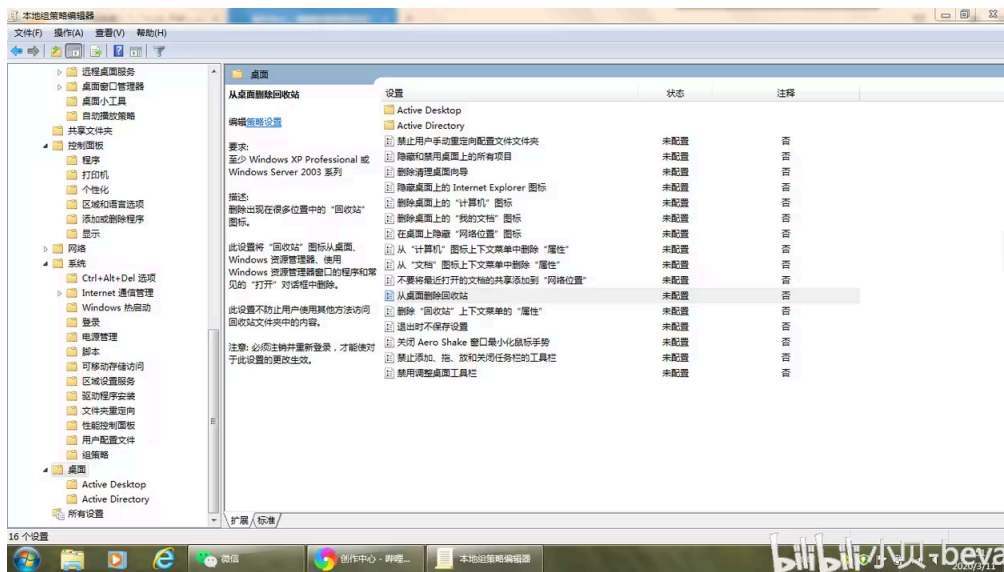 本地组策略编辑器
文件(F) 操作(A) 查看(V) 帮助(H)
远程桌面服务
桌面窗口管理器
桌面小工具
自动播放策略
共享文件夹
控制面板
程序
打印机
个性化
区域和语言选项
添加或删除程序
显示
网络
系统
Ctrl+Alt+Del 选项
Internet 通信管理
Windows 热启动
登录
电源管理
脚本
可移动存储访问
区域设置服务
驱动程序安装
文件夹重定向
性能控制面板
用户配置文件
组策略
桌面
Active Desktop
Active Directory
所有设置
桌面
从桌面删除回收站
编辑策略设置
要求:
至少 Windows XP Professional 或
Windows Server 2003 系列
描述:
删除出现在很多位置中的“回收站”
图标。
此设置将“回收站”图标从桌面、
Windows 资源管理器、使用
Windows 资源管理器窗口的程序和常
见的“打开”对话框中删除。
此设置不防止用户使用其他方法访问
回收站文件夹中的内容。
注意: 必须注销并重新登录，才能使对
于此设置的更改生效。
设置 状态 注释
Active Desktop
Active Directory
禁止用户手动重定向配置文件文件夹 未配置 否
隐藏和禁用桌面上的所有项目 未配置 否
删除清理桌面向导 未配置 否
隐藏桌面上的 Internet Explorer 图标 未配置 否
删除桌面上的“计算机”图标 未配置 否
删除桌面上的“我的文档”图标 未配置 否
在桌面上隐藏“网络位置”图标 未配置 否
从“计算机”图标上下文菜单中删除“属性” 未配置 否
从“文档”图标上下文菜单中删除“属性” 未配置 否
不要将最近打开的文档的共享添加到“网络位置” 未配置 否
从桌面删除回收站 未配置 否
删除“回收站”上下文菜单的“属性” 未配置 否
退出时不保存设置 未配置 否
关闭 Aero Shake 窗口最小化鼠标手势 未配置 否
禁止添加、拖、放和关闭任务栏的工具栏 未配置 否
禁用调整桌面工具栏 未配置 否
扩展 标准
16 个设置
微信
创作中心 - 哔哩...
本地组策略编辑器
bilibili 小贝-beya
2020/3/11